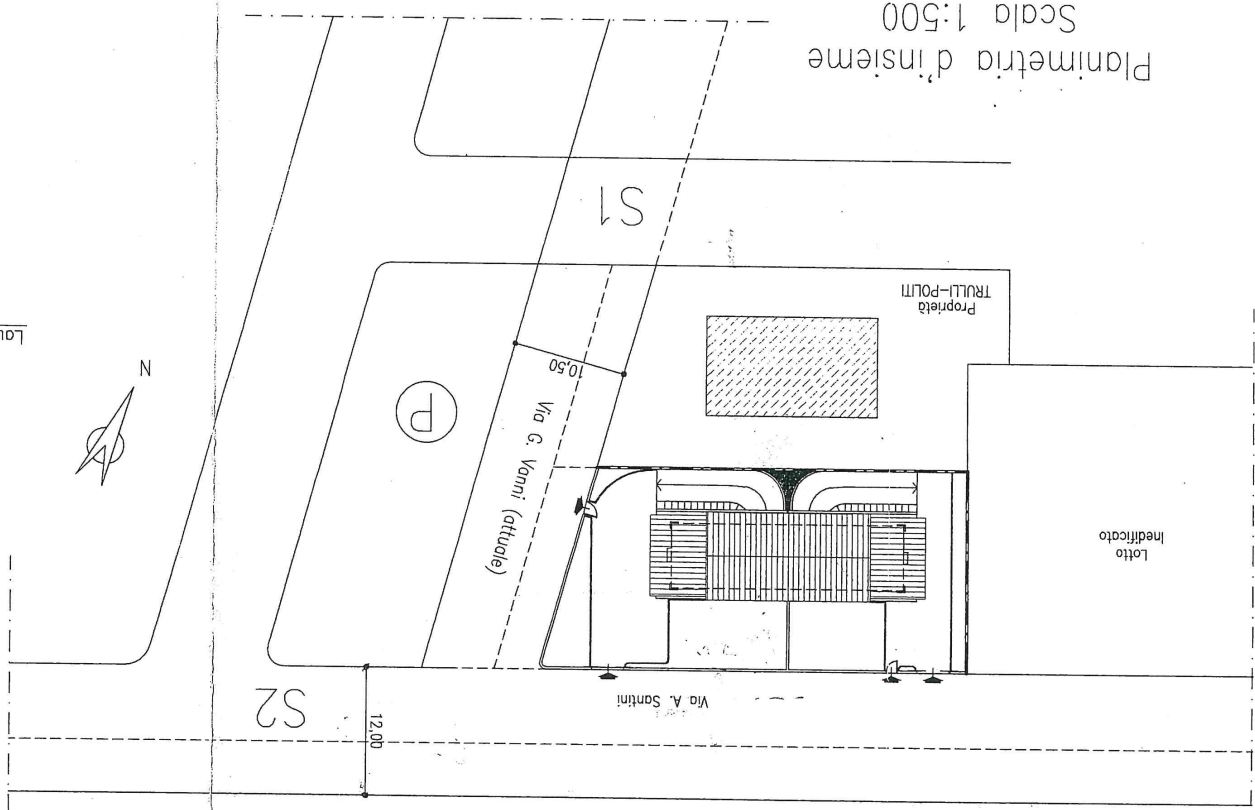 Planimetria d'insieme
Scala 1:500
S1
Proprietà
TRULLI-POLITI
N
P
10,50
Via G. Vanni (attuale)
Lotto
Inedificato
Via A. Santini
S2
12,00